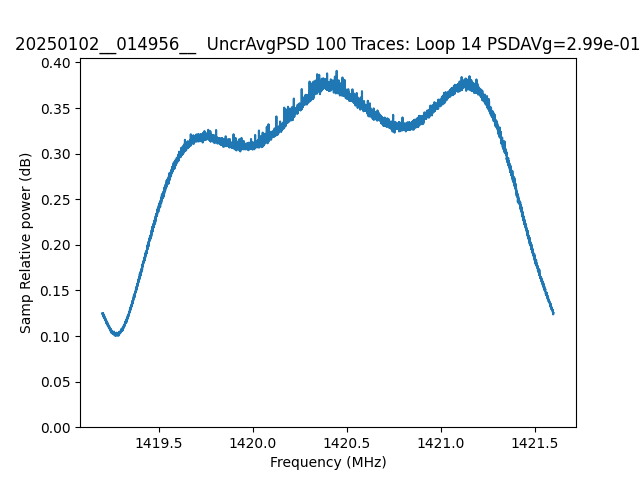 20250102__014956__ UncrAvgPSD 100 Traces: Loop 14 PSDAVg=2.99e-01
0.40
0.35
0.30
0.25
0.20
0.15
0.10
0.05
0.00
Samp Relative power (dB)
1419.5 1420.0 1420.5 1421.0 1421.5
Frequency (MHz)